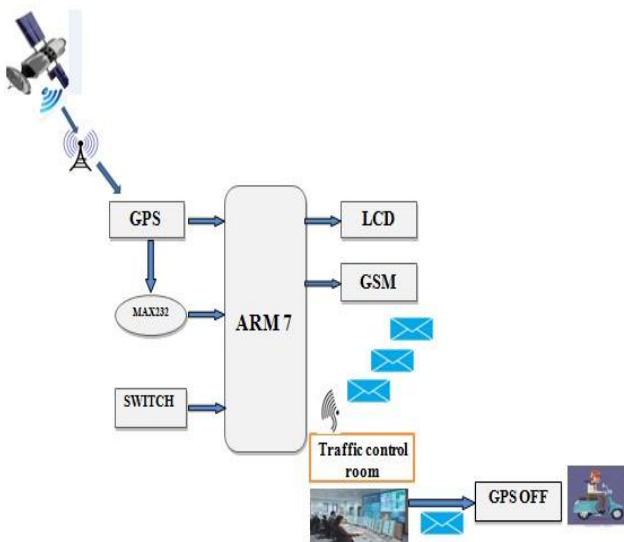 GPS
LCD
GSM
MAX232
ARM 7
SWITCH
Traffic control
room
GPS OFF